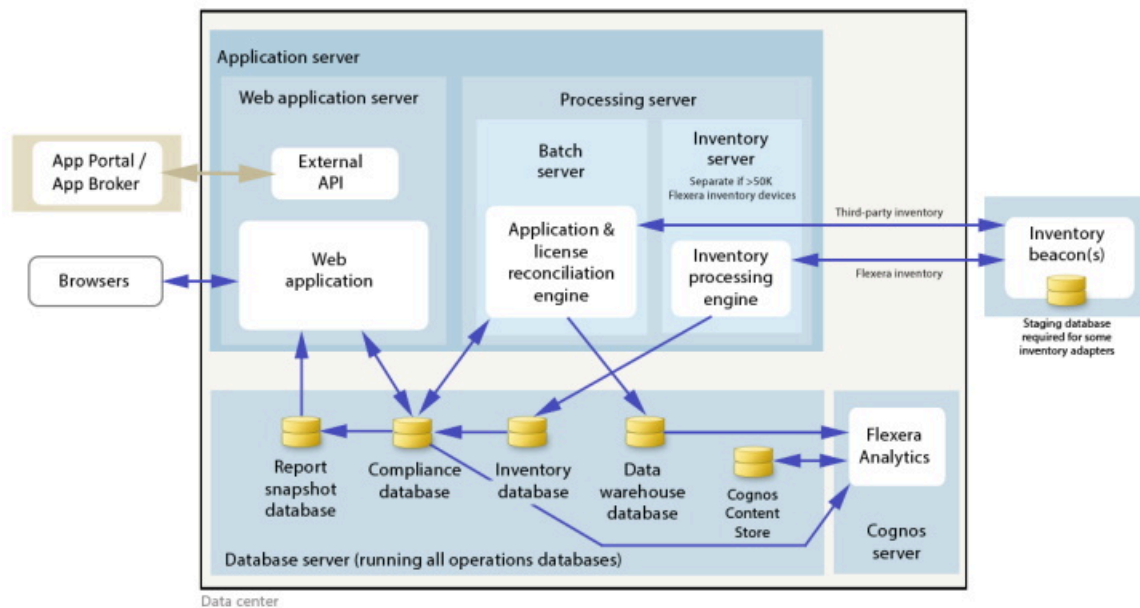 Application server
Web application server
Processing server
App Portal /
App Broker
External
API
Batch
server
Inventory
server
Separate if >50K
Flexera inventory devices
Third-party inventory
Browsers
Web
application
Application &
license
reconciliation
engine
Inventory
processing
engine
Flexera inventory
Inventory
beacon(s)
Staging database
required for some
inventory adapters
Report
snapshot
database
Compliance
database
Inventory
database
Data
warehouse
database
Cognos
Content
Store
Flexera
Analytics
Cognos
server
Database server (running all operations databases)
Data center